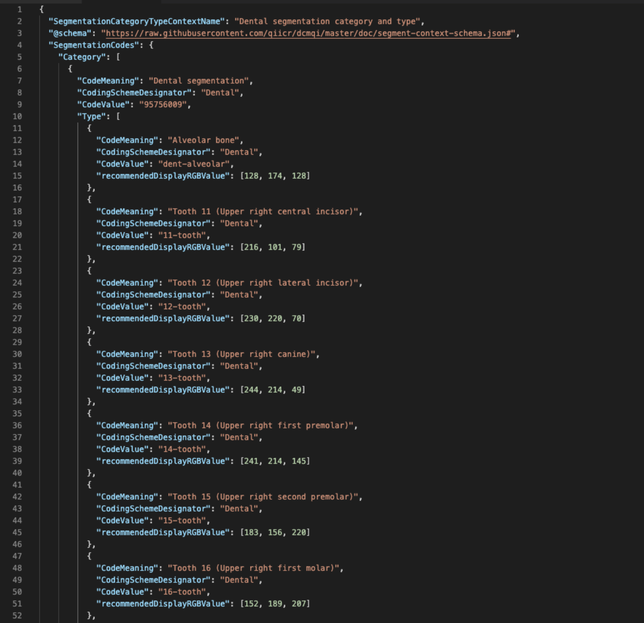 1 {
2 "SegmentationCategoryTypeContextName": "Dental segmentation category and type",
3 "@schema": "https://raw.githubusercontent.com/qiicr/dcmqi/master/doc/segment-context-schema.json#",
4 "SegmentationCodes": {
5 "Category": [
6 {
7 "CodeMeaning": "Dental segmentation",
8 "CodingSchemeDesignator": "Dental",
9 "CodeValue": "95756009",
10 "Type": [
11 {
12 "CodeMeaning": "Alveolar bone",
13 "CodingSchemeDesignator": "Dental",
14 "CodeValue": "dent-alveolar",
15 "recommendedDisplayRGBValue": [128, 174, 128]
16 },
17 {
18 "CodeMeaning": "Tooth 11 (Upper right central incisor)",
19 "CodingSchemeDesignator": "Dental",
20 "CodeValue": "11-tooth",
21 "recommendedDisplayRGBValue": [216, 101, 79]
22 },
23 {
24 "CodeMeaning": "Tooth 12 (Upper right lateral incisor)",
25 "CodingSchemeDesignator": "Dental",
26 "CodeValue": "12-tooth",
27 "recommendedDisplayRGBValue": [230, 220, 70]
28 },
29 {
30 "CodeMeaning": "Tooth 13 (Upper right canine)",
31 "CodingSchemeDesignator": "Dental",
32 "CodeValue": "13-tooth",
33 "recommendedDisplayRGBValue": [244, 214, 49]
34 },
35 {
36 "CodeMeaning": "Tooth 14 (Upper right first premolar)",
37 "CodingSchemeDesignator": "Dental",
38 "CodeValue": "14-tooth",
39 "recommendedDisplayRGBValue": [241, 214, 145]
40 },
41 {
42 "CodeMeaning": "Tooth 15 (Upper right second premolar)",
43 "CodingSchemeDesignator": "Dental",
44 "CodeValue": "15-tooth",
45 "recommendedDisplayRGBValue": [183, 156, 220]
46 },
47 {
48 "CodeMeaning": "Tooth 16 (Upper right first molar)",
49 "CodingSchemeDesignator": "Dental",
50 "CodeValue": "16-tooth",
51 "recommendedDisplayRGBValue": [152, 189, 207]
52 },